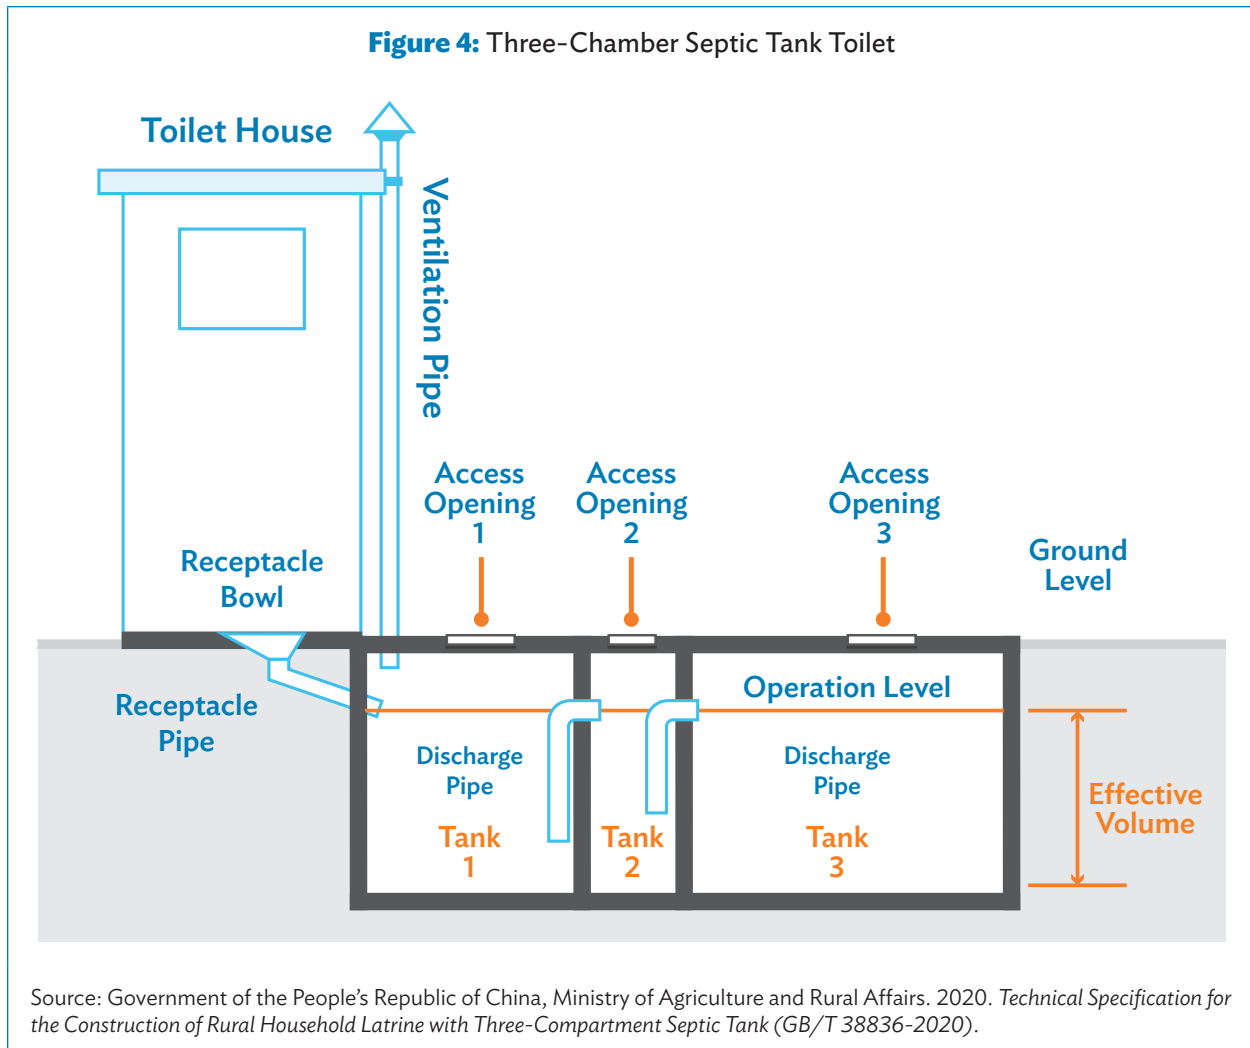 Figure 4: Three-Chamber Septic Tank Toilet
Toilet House
Ventilation Pipe
Access
Opening
1
Access
Opening
2
Access
Opening
3
Ground
Level
Receptacle
Bowl
Receptacle
Pipe
Operation Level
Discharge
Pipe
Discharge
Pipe
Tank
1
Tank
2
Tank
3
Effective
Volume
Source: Government of the People’s Republic of China, Ministry of Agriculture and Rural Affairs. 2020. Technical Specification for
the Construction of Rural Household Latrine with Three-Compartment Septic Tank (GB/T 38836-2020).